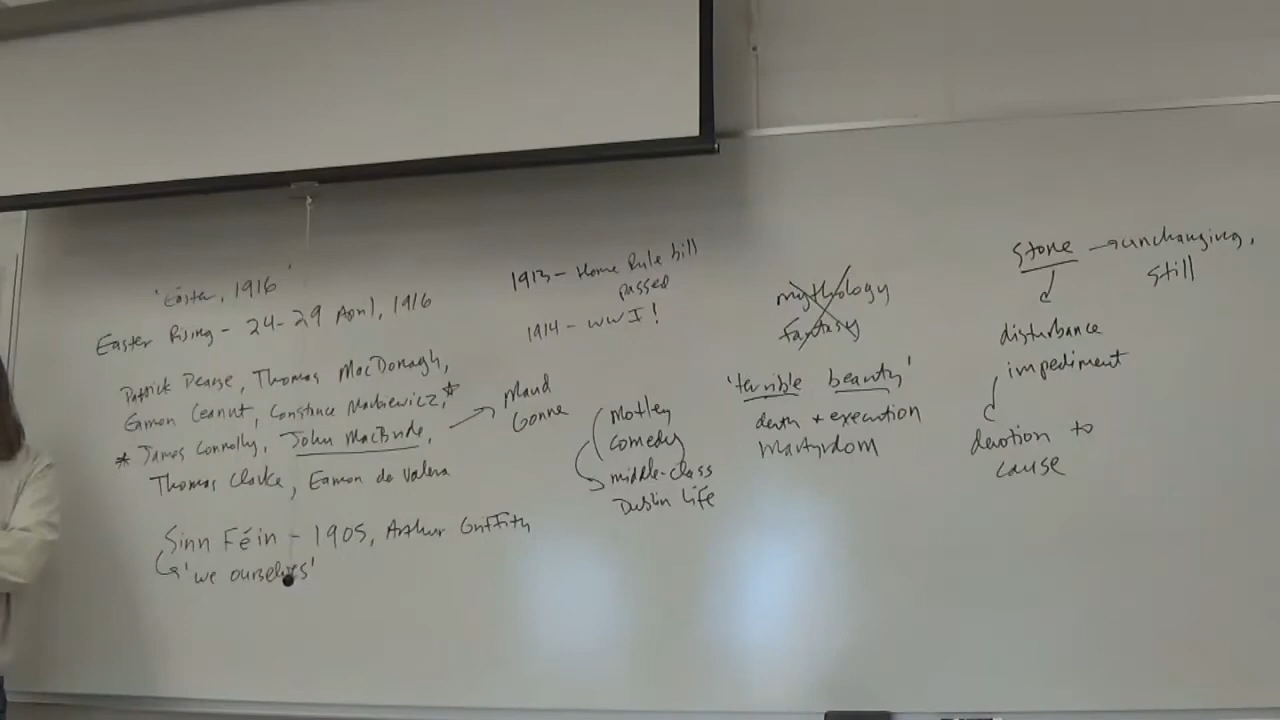 'Easter, 1916'
Easter Rising - 24-29 April, 1916
Patrick Pearse, Thomas MacDonagh,
Eamon Ceannt, Constance Markiewicz,*
* James Connolly, John MacBride,
Thomas Clarke, Eamon de Valera
Sinn Féin - 1905, Arthur Griffith
'we ourselves'
1913 - Home Rule bill
passed
1914 - WWI!
Maud
Gonne
Motley
comedy
middle-class
Dublin life
mythology
fantasy
'terrible beauty'
death + execution
Martyrdom
stone → unchanging,
still
disturbance
impediment
devotion to
cause